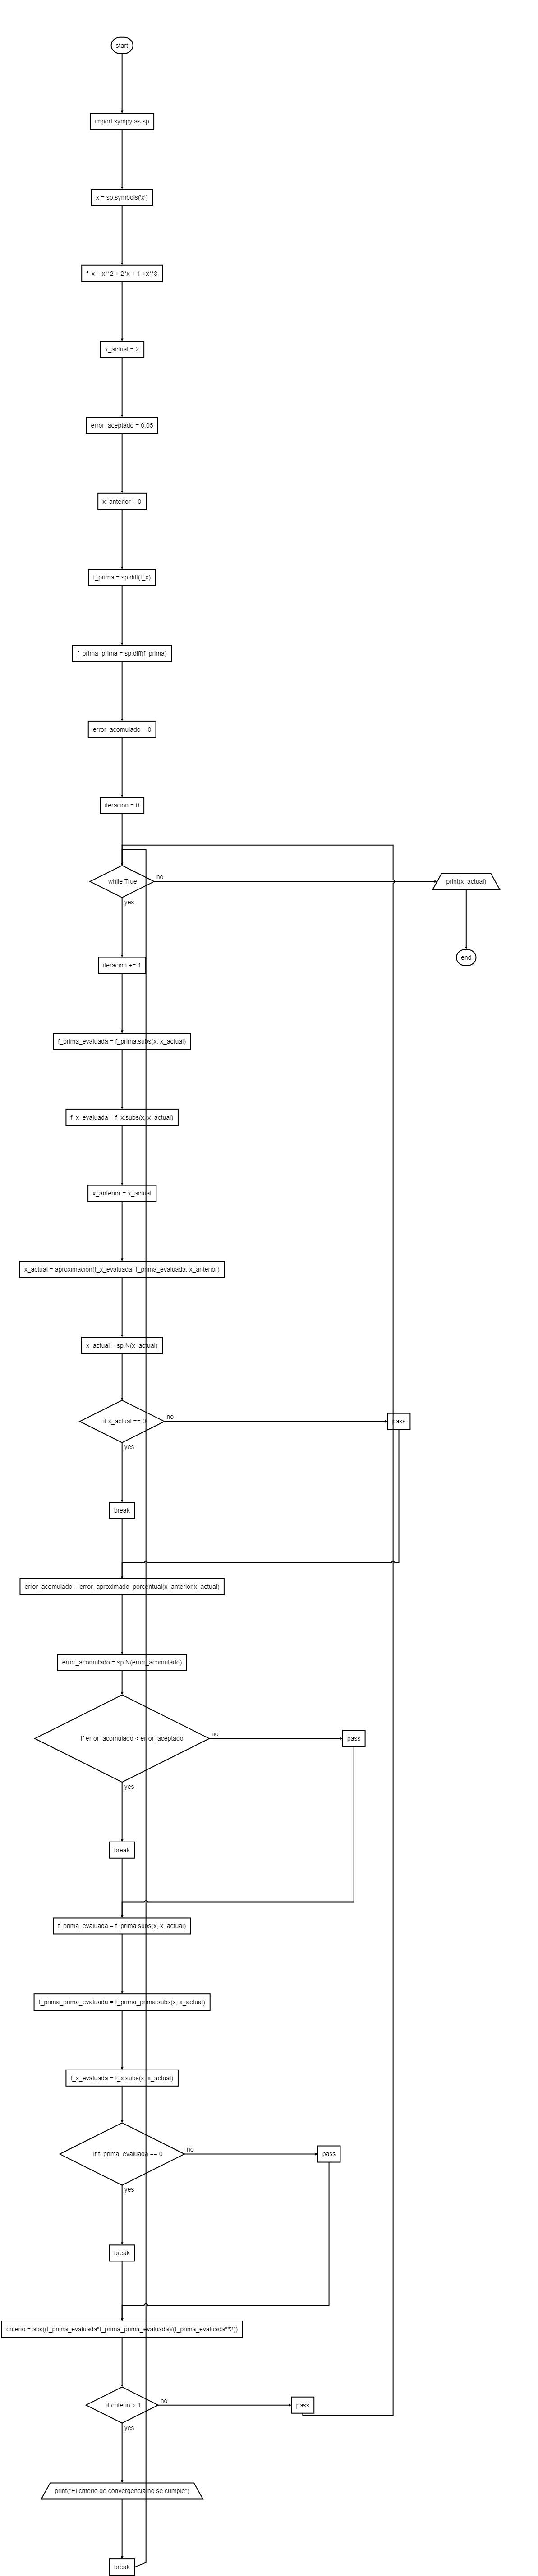 start
import sympy as sp
x = sp.symbols('x')
f_x = x**2 + 2*x + 1 +x**3
x_actual = 2
error_aceptado = 0.05
x_anterior = 0
f_prima = sp.diff(f_x)
f_prima_prima = sp.diff(f_prima)
error_acomulado = 0
iteracion = 0
while True
no
print(x_actual)
yes
end
iteracion += 1
f_prima_evaluada = f_prima.subs(x, x_actual)
f_x_evaluada = f_x.subs(x, x_actual)
x_anterior = x_actual
x_actual = aproximacion(f_x_evaluada, f_prima_evaluada, x_anterior)
x_actual = sp.N(x_actual)
if x_actual == 0
no
pass
yes
break
error_acomulado = error_aproximado_porcentual(x_anterior,x_actual)
error_acomulado = sp.N(error_acomulado)
if error_acomulado < error_aceptado
no
pass
yes
break
f_prima_evaluada = f_prima.subs(x, x_actual)
f_prima_prima_evaluada = f_prima_prima.subs(x, x_actual)
f_x_evaluada = f_x.subs(x, x_actual)
if f_prima_evaluada == 0
no
pass
yes
break
criterio = abs((f_prima_evaluada*f_prima_prima_evaluada)/(f_prima_evaluada**2))
if criterio > 1
no
pass
yes
print("El criterio de convergencia no se cumple")
break